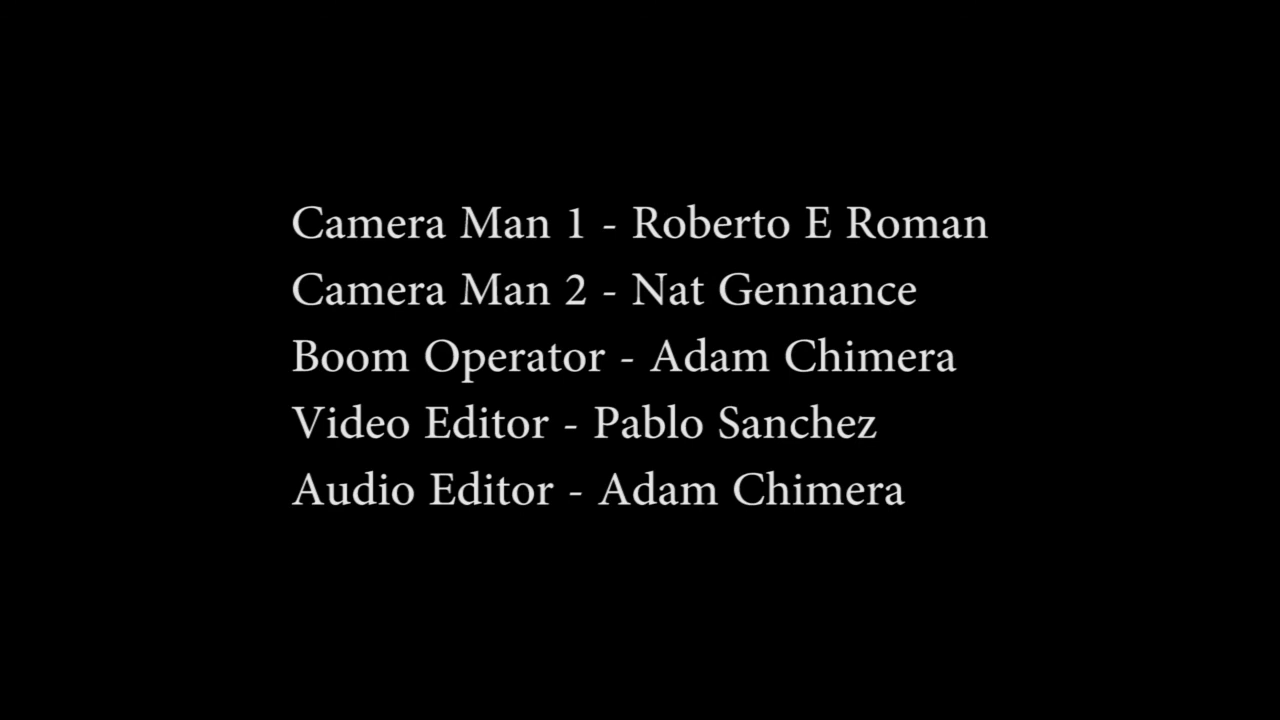 Camera Man 1 - Roberto E Roman
Camera Man 2 - Nat Gennance
Boom Operator - Adam Chimera
Video Editor - Pablo Sanchez
Audio Editor - Adam Chimera